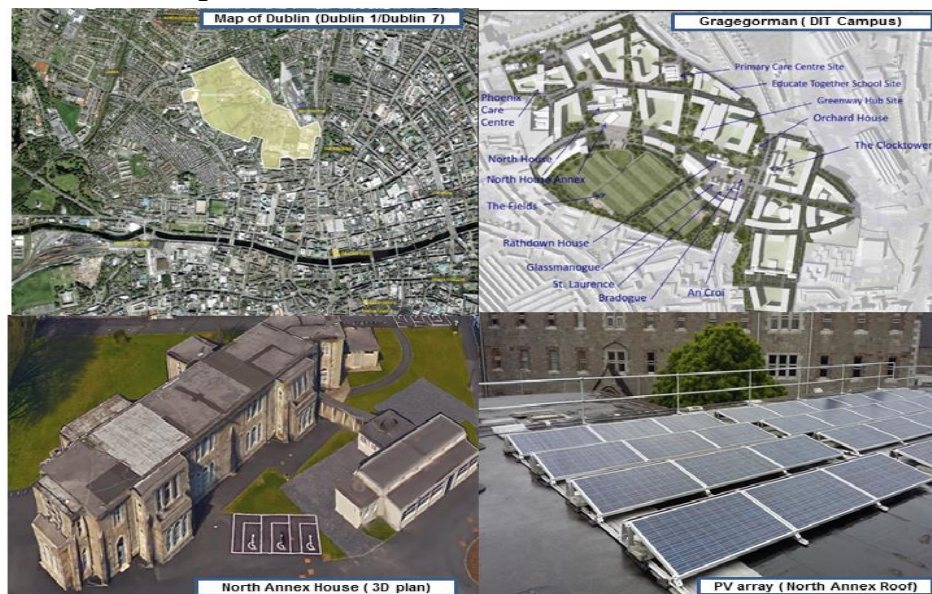 Map of Dublin (Dublin 1/Dublin 7)
Gragegorman ( DIT Campus)
Primary Care Centre Site
Educate Together School Site
Phoenix
Care
Centre
Greenway Hub Site
Orchard House
The Clocktower
North House
North House Annex
The Fields
Rathdown House
Glassmanogue
St. Laurence
Bradogue
An Croi
North Annex House ( 3D plan)
PV array ( North Annex Roof)